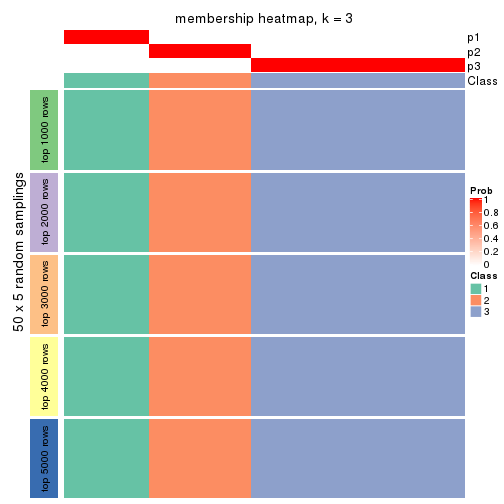 membership heatmap, k = 3
p1
p2
p3
Class
50 x 5 random samplings
top 1000 rows
top 2000 rows
top 3000 rows
top 4000 rows
top 5000 rows
Prob
1
0.8
0.6
0.4
0.2
0
Class
1
2
3